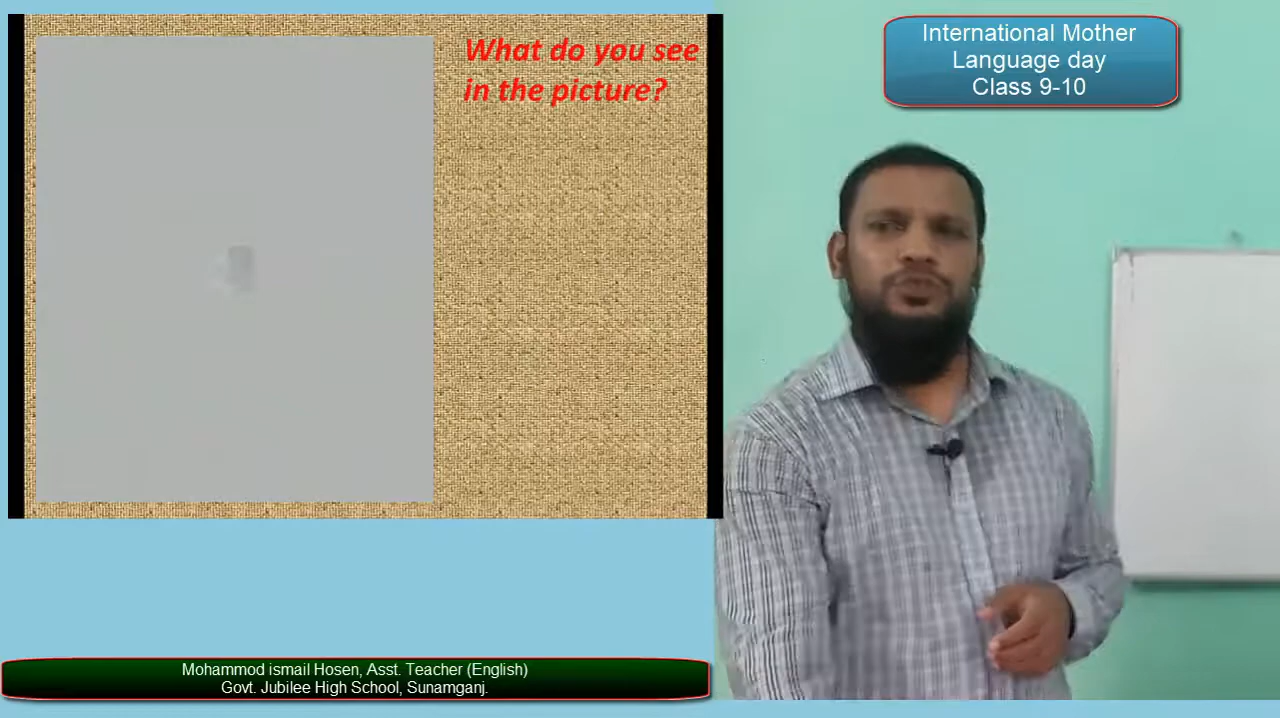 What do you see
in the picture?
International Mother
Language day
Class 9-10
Mohammod ismail Hosen, Asst. Teacher (English)
Govt. Jubilee High School, Sunamganj.